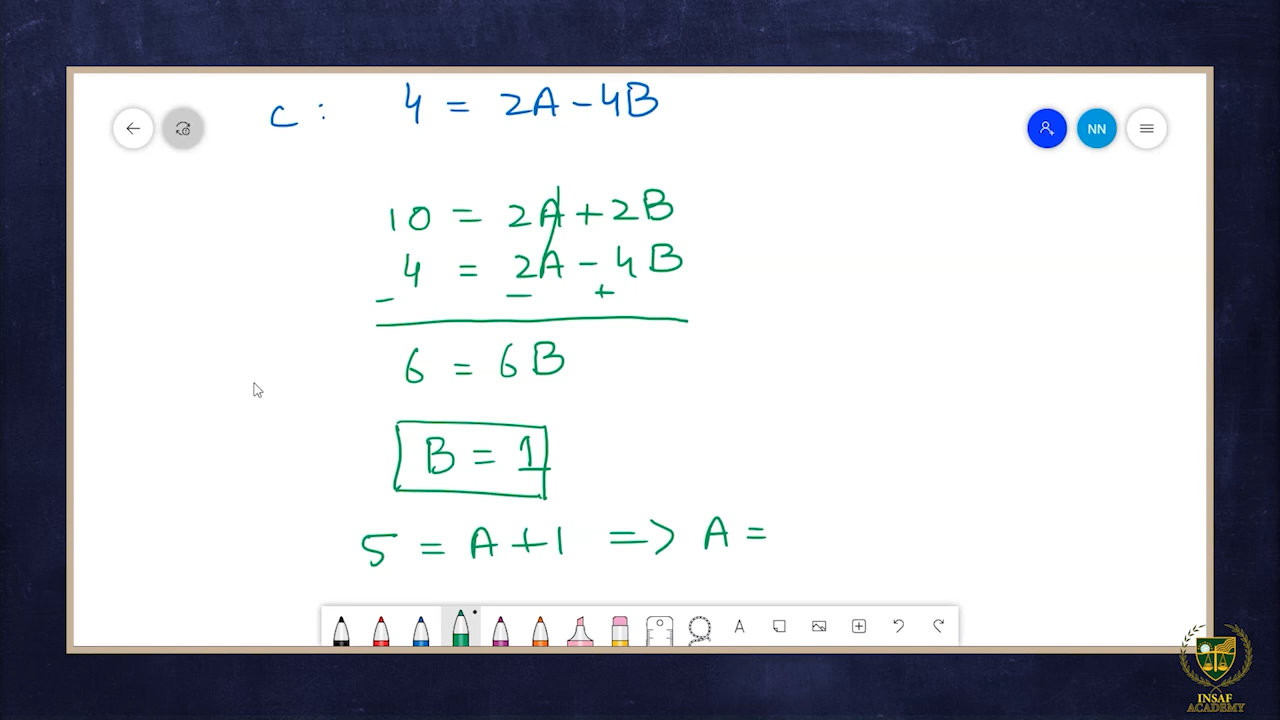 c : 4 = 2A - 4B
NN
10 = 2A + 2B
4 = 2A - 4B
- - +
6 = 6B
B = 1
5 = A + 1 => A =
A
INSAF
ACADEMY